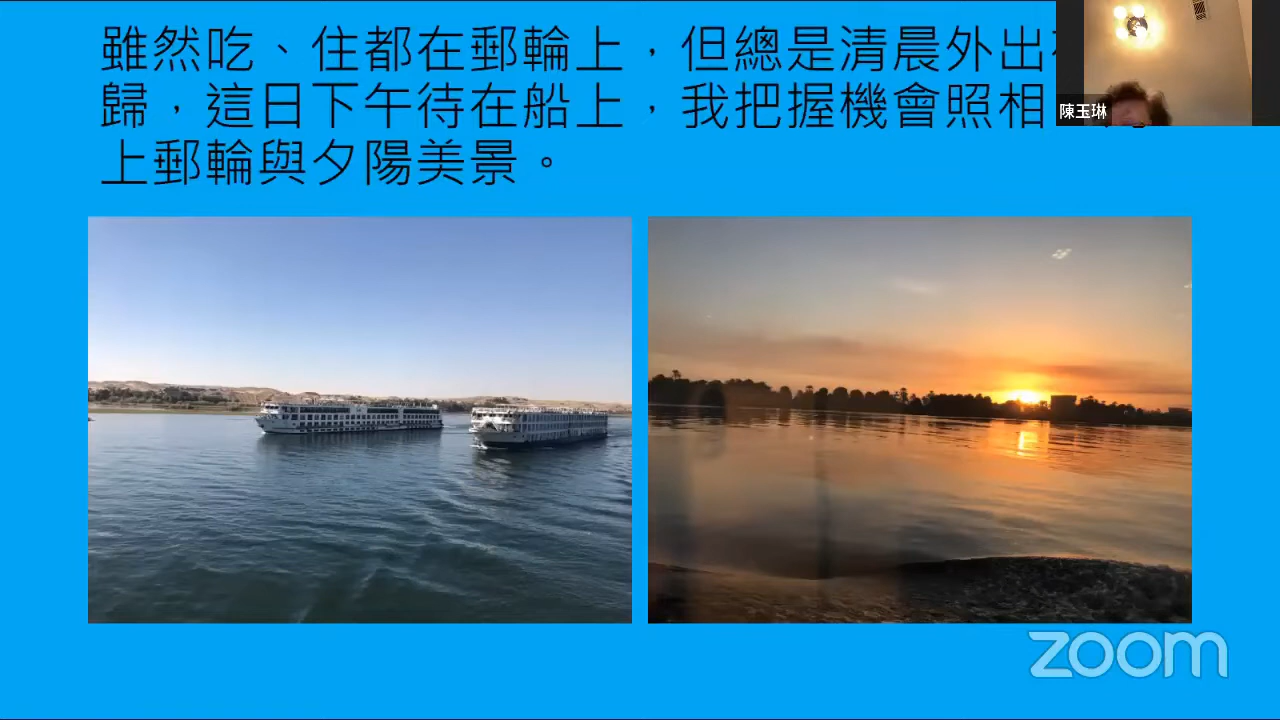 雖然吃、住都在郵輪上，但總是清晨外出
歸，這日下午待在船上，我把握機會照相
上郵輪與夕陽美景。
陳玉琳
zoom